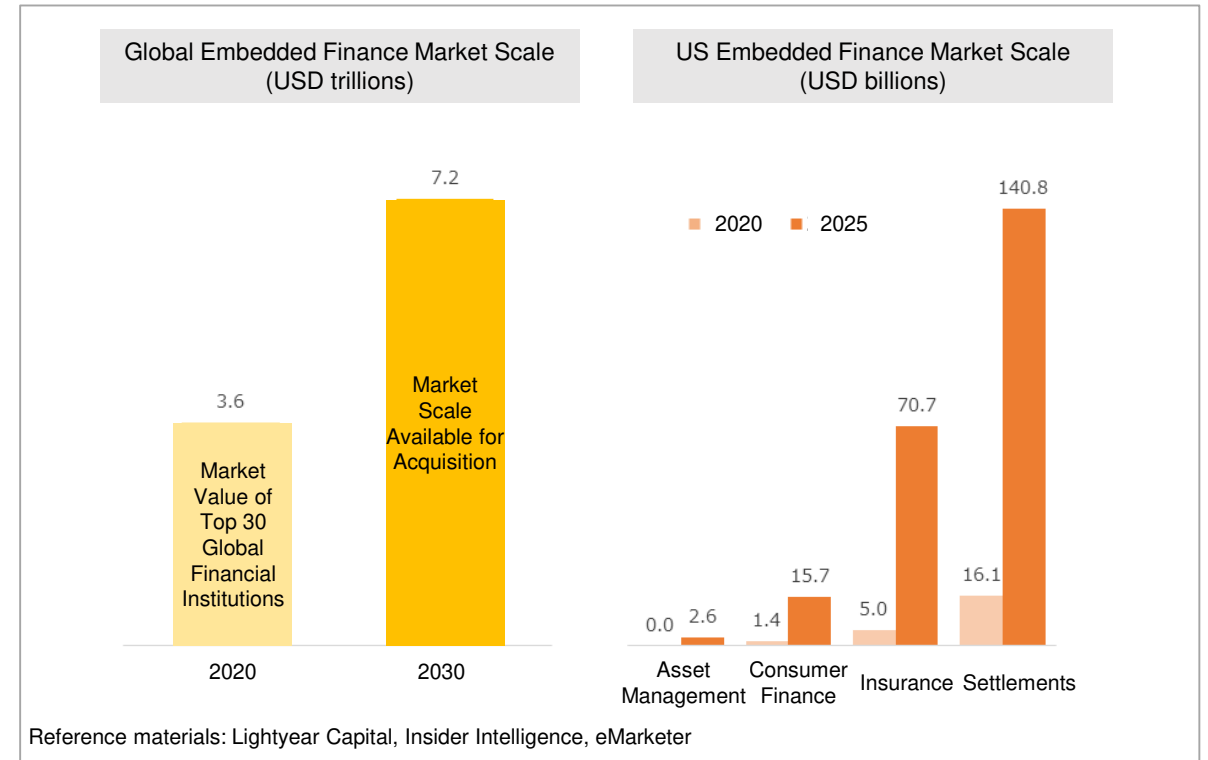 Global Embedded Finance Market Scale
(USD trillions)
7.2
3.6
Market
Value of
Top 30
Global
Financial
Institutions
Market
Scale
Available for
Acquisition
2020
2030
US Embedded Finance Market Scale
(USD billions)
2020
2025
0.0
2.6
1.4
15.7
5.0
70.7
16.1
140.8
Asset
Management
Consumer
Finance
Insurance
Settlements
Reference materials: Lightyear Capital, Insider Intelligence, eMarketer